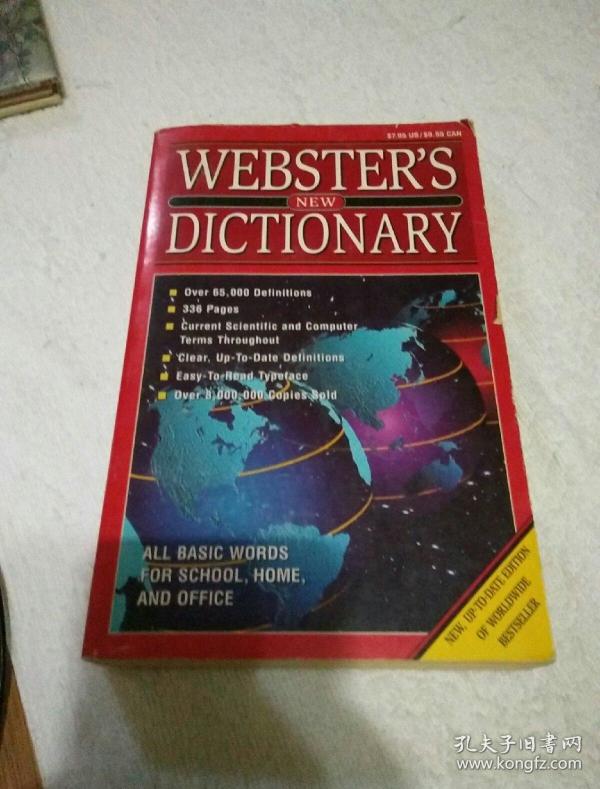 $7.95 US/$9.95 CAN
WEBSTER'S
NEW
DICTIONARY
Over 65,000 Definitions
336 Pages
Current Scientific and Computer
Terms Throughout
Clear, Up-To-Date Definitions
Easy-To-Read Typeface
Over 8,000,000 Copies Sold
ALL BASIC WORDS
FOR SCHOOL, HOME,
AND OFFICE
NEW, UP-TO-DATE EDITION
OF WORLDWIDE
BESTSELLER
孔夫子旧书网
www.kongfz.com